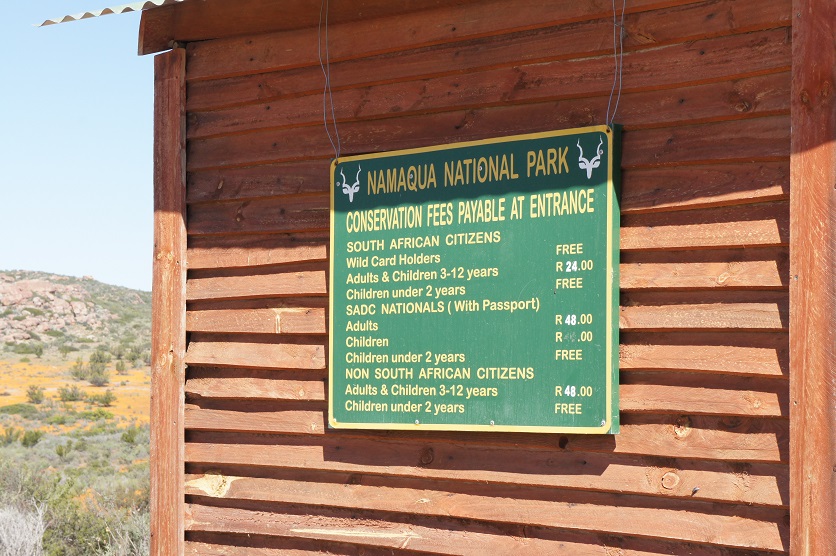 NAMAQUA NATIONAL PARK
CONSERVATION FEES PAYABLE AT ENTRANCE
SOUTH AFRICAN CITIZENS
Wild Card Holders FREE
Adults & Children 3-12 years R 24.00
Children under 2 years FREE
SADC NATIONALS ( With Passport)
Adults R 48.00
Children R .00
Children under 2 years FREE
NON SOUTH AFRICAN CITIZENS
Adults & Children 3-12 years R 48.00
Children under 2 years FREE